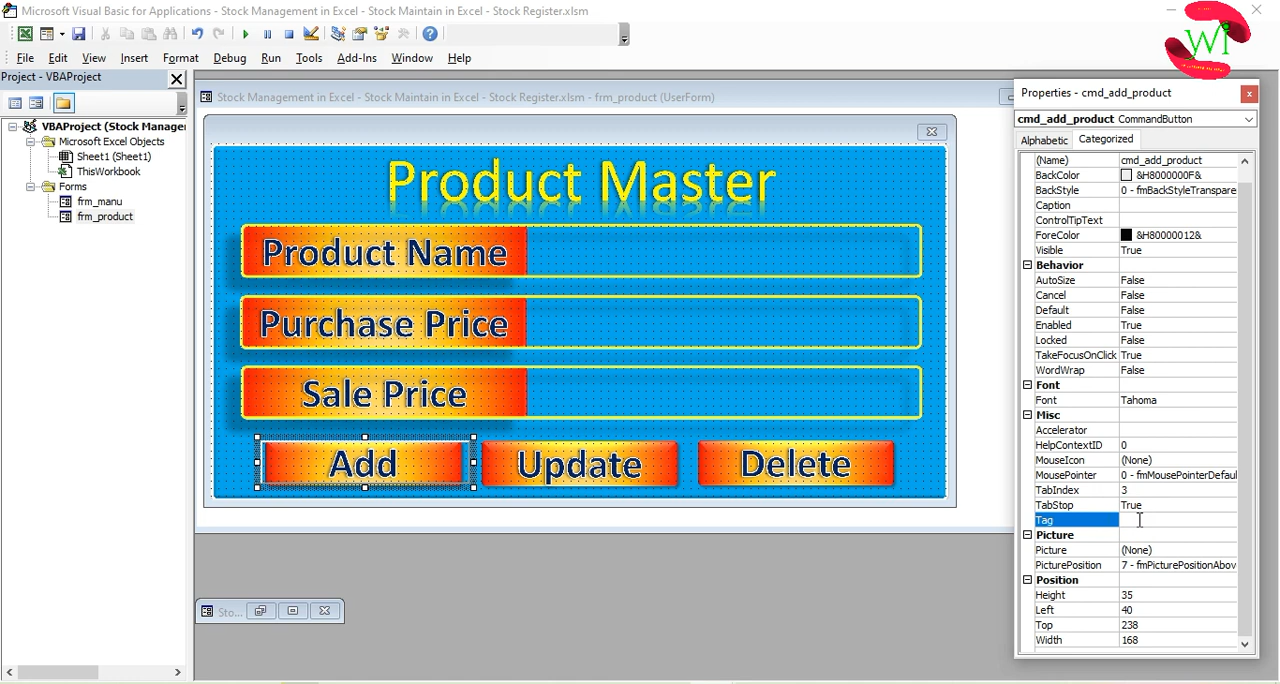 Microsoft Visual Basic for Applications - Stock Management in Excel - Stock Maintain in Excel - Stock Register.xlsm
Wi
File Edit View Insert Format Debug Run Tools Add-Ins Window Help
Project - VBAProject
VBAProject (Stock Manager
Microsoft Excel Objects
Sheet1 (Sheet1)
ThisWorkbook
Forms
frm_manu
frm_product
Stock Management in Excel - Stock Maintain in Excel - Stock Register.xlsm - frm_product (UserForm)
Product Master
Product Name
Purchase Price
Sale Price
Add Update Delete
Sto...
Properties - cmd_add_product
cmd_add_product CommandButton
Alphabetic Categorized
(Name) cmd_add_product
BackColor &H8000000F&
BackStyle 0 - fmBackStyleTranspare
Caption
ControlTipText
ForeColor &H80000012&
Visible True
Behavior
AutoSize False
Cancel False
Default False
Enabled True
Locked False
TakeFocusOnClick True
WordWrap False
Font
Font Tahoma
Misc
Accelerator
HelpContextID 0
MouseIcon (None)
MousePointer 0 - fmMousePointerDefaul
TabIndex 3
TabStop True
Tag
Picture
Picture (None)
PicturePosition 7 - fmPicturePositionAbov
Position
Height 35
Left 40
Top 238
Width 168